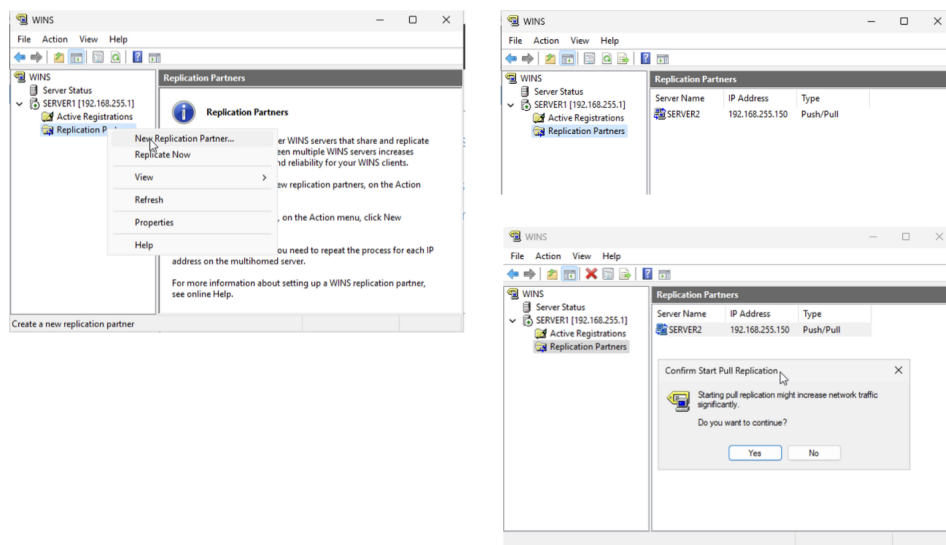 WINS
File Action View Help
WINS
Server Status
SERVER1 [192.168.255.1]
Active Registrations
Replication P
Replication Partners
Replication Partners
er WINS servers that share and replicate
een multiple WINS servers increases
nd reliability for your WINS clients.
ew replication partners, on the Action
, on the Action menu, click New
ou need to repeat the process for each IP
address on the multihomed server.
For more information about setting up a WINS replication partner,
see online Help.
New Replication Partner...
Replicate Now
View
Refresh
Properties
Help
Create a new replication partner
WINS
File Action View Help
WINS
Server Status
SERVER1 [192.168.255.1]
Active Registrations
Replication Partners
Replication Partners
Server Name IP Address Type
SERVER2 192.168.255.150 Push/Pull
WINS
File Action View Help
WINS
Server Status
SERVER1 [192.168.255.1]
Active Registrations
Replication Partners
Replication Partners
Server Name IP Address Type
SERVER2 192.168.255.150 Push/Pull
Confirm Start Pull Replication
Starting pull replication might increase network traffic
significantly.
Do you want to continue?
Yes No